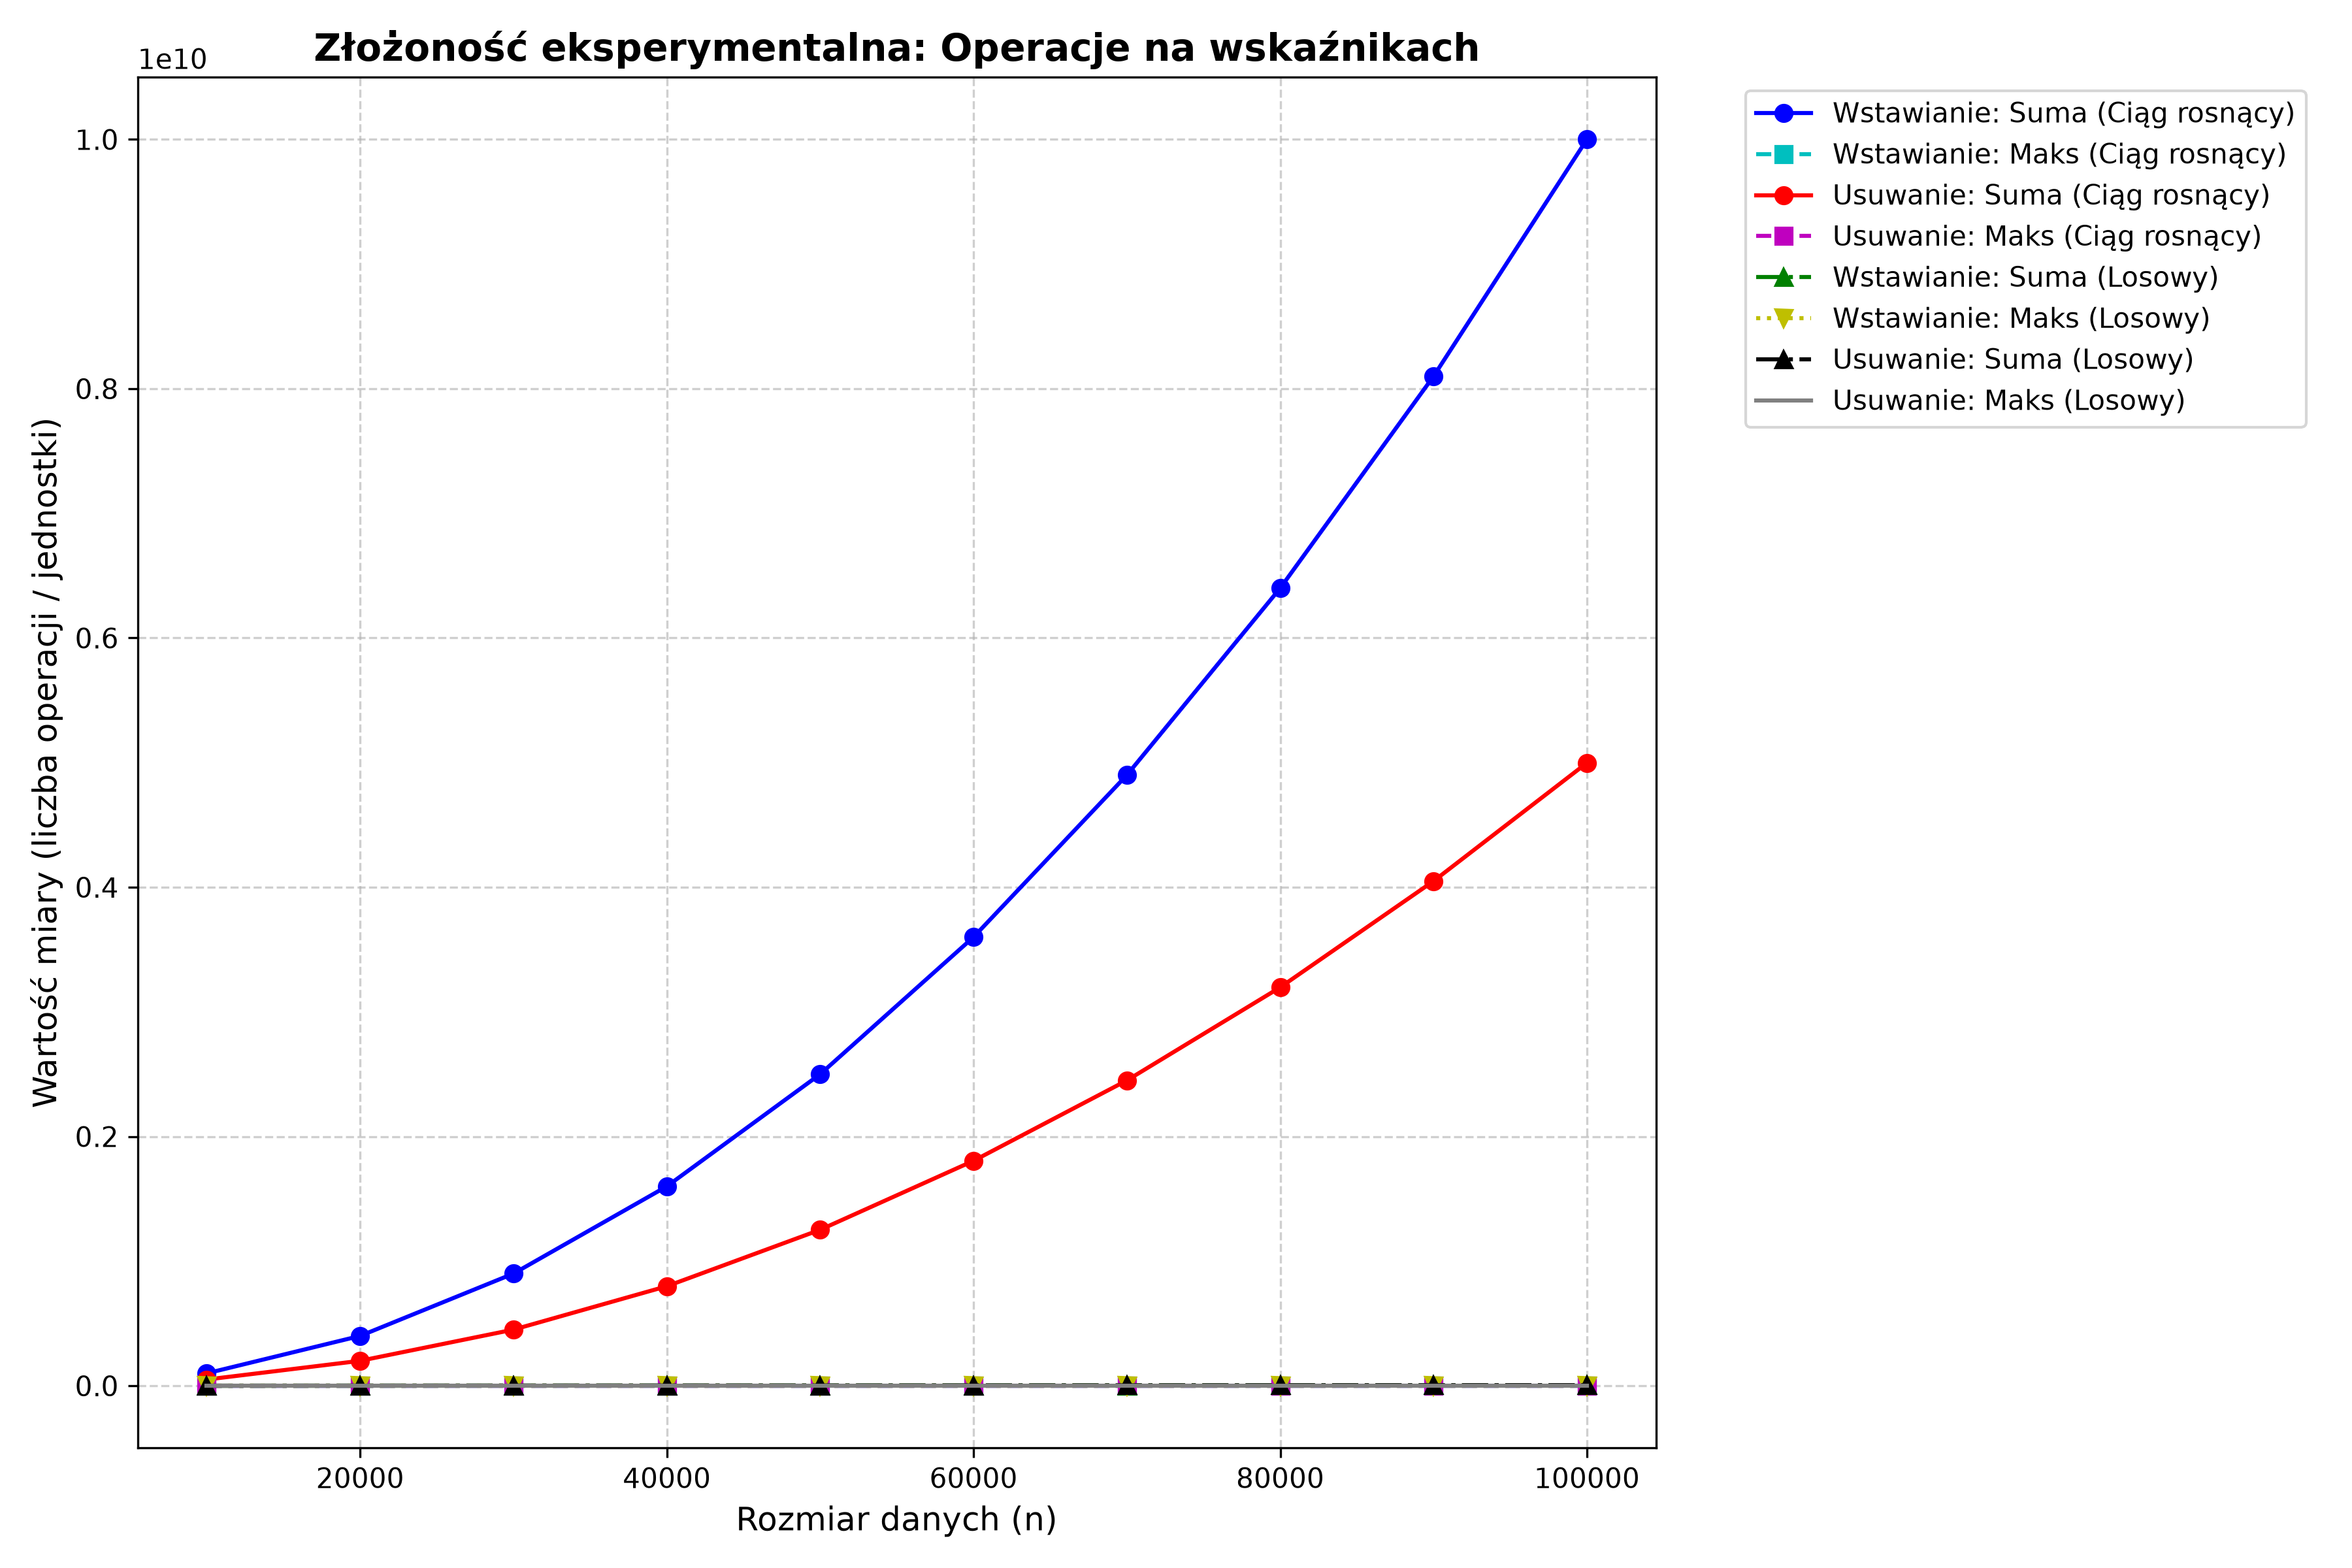 Złożoność eksperymentalna: Operacje na wskaźnikach
1e10
1.0
0.8
0.6
0.4
0.2
0.0
Wartość miary (liczba operacji / jednostki)
20000 40000 60000 80000 100000
Rozmiar danych (n)
Wstawianie: Suma (Ciąg rosnący)
Wstawianie: Maks (Ciąg rosnący)
Usuwanie: Suma (Ciąg rosnący)
Usuwanie: Maks (Ciąg rosnący)
Wstawianie: Suma (Losowy)
Wstawianie: Maks (Losowy)
Usuwanie: Suma (Losowy)
Usuwanie: Maks (Losowy)